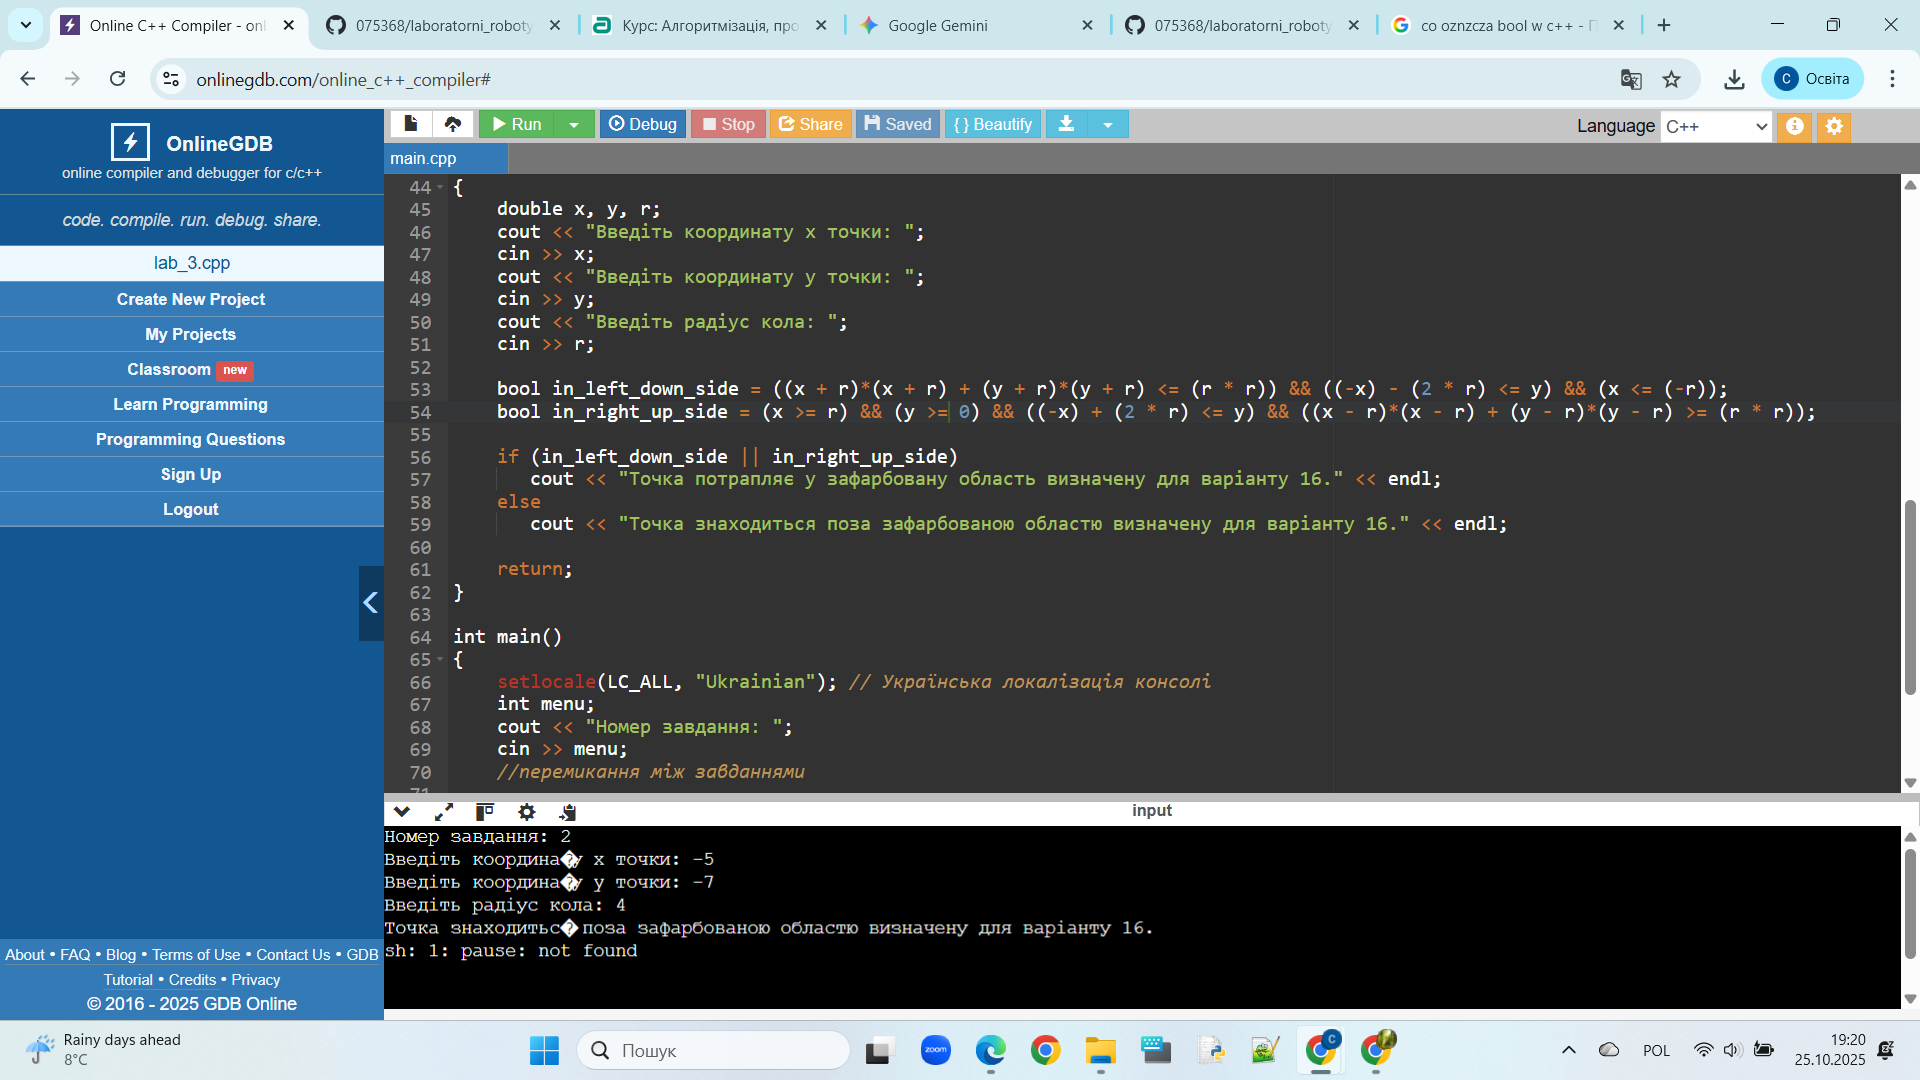 Online C++ Compiler - onl
075368/laboratorni_roboty
Курс: Алгоритмізація, про
Google Gemini
075368/laboratorni_roboty
co oznzcza bool w c++ - П
onlinegdb.com/online_c++_compiler#
C Освіта
OnlineGDB
online compiler and debugger for c/c++
code. compile. run. debug. share.
lab_3.cpp
Create New Project
My Projects
Classroom new
Learn Programming
Programming Questions
Sign Up
Logout
About • FAQ • Blog • Terms of Use • Contact Us • GDB
Tutorial • Credits • Privacy
© 2016 - 2025 GDB Online
Run Debug Stop Share Saved { } Beautify
Language C++
main.cpp
44 {
45 double x, y, r;
46 cout << "Введіть координату x точки: ";
47 cin >> x;
48 cout << "Введіть координату y точки: ";
49 cin >> y;
50 cout << "Введіть радіус кола: ";
51 cin >> r;
52
53 bool in_left_down_side = ((x + r)*(x + r) + (y + r)*(y + r) <= (r * r)) && ((-x) - (2 * r) <= y) && (x <= (-r));
54 bool in_right_up_side = (x >= r) && (y >= 0) && ((-x) + (2 * r) <= y) && ((x - r)*(x - r) + (y - r)*(y - r) >= (r * r));
55
56 if (in_left_down_side || in_right_up_side)
57 cout << "Точка потрапляє у зафарбовану область визначену для варіанту 16." << endl;
58 else
59 cout << "Точка знаходиться поза зафарбованою областю визначену для варіанту 16." << endl;
60
61 return;
62 }
63
64 int main()
65 {
66 setlocale(LC_ALL, "Ukrainian"); // Українська локалізація консолі
67 int menu;
68 cout << "Номер завдання: ";
69 cin >> menu;
70 //перемикання між завданнями
71
input
Номер завдання: 2
Введіть координа�у x точки: -5
Введіть координа�у y точки: -7
Введіть радіус кола: 4
Точка знаходитьс� поза зафарбованою областю визначену для варіанту 16.
sh: 1: pause: not found
Rainy days ahead
8°C
Пошук
zoom
C
POL
19:20
25.10.2025